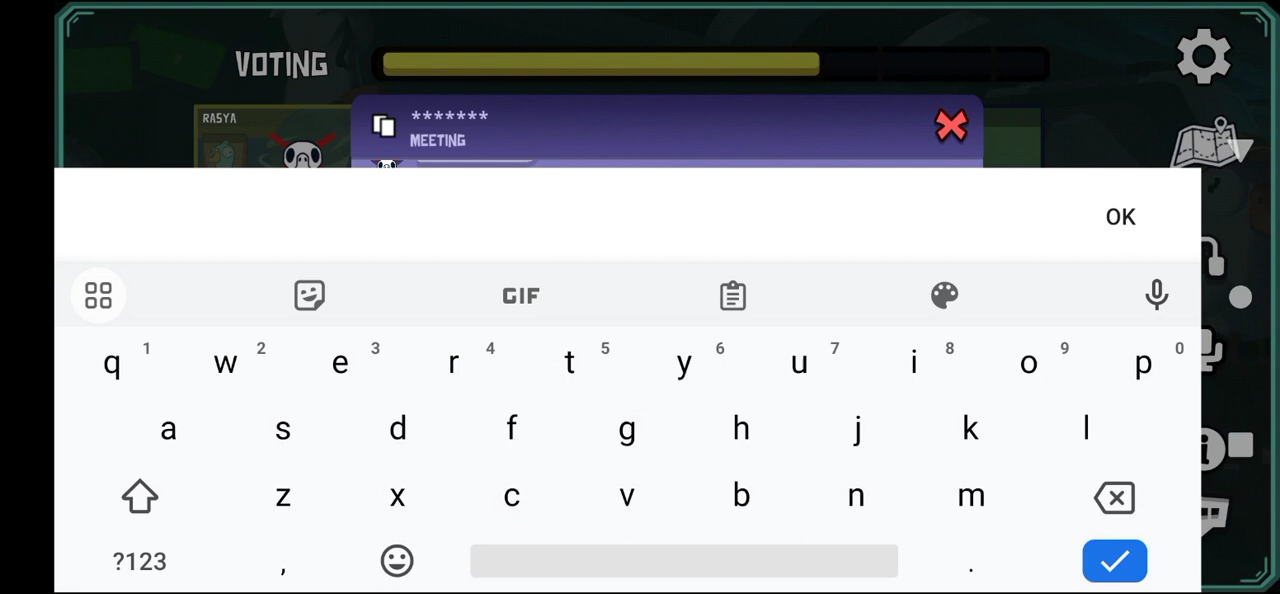 VOTING
RASYA
*******
MEETING
OK
GIF
q 1 w 2 e 3 r 4 t 5 y 6 u 7 i 8 o 9 p 0
a s d f g h j k l
z x c v b n m
?123 , .